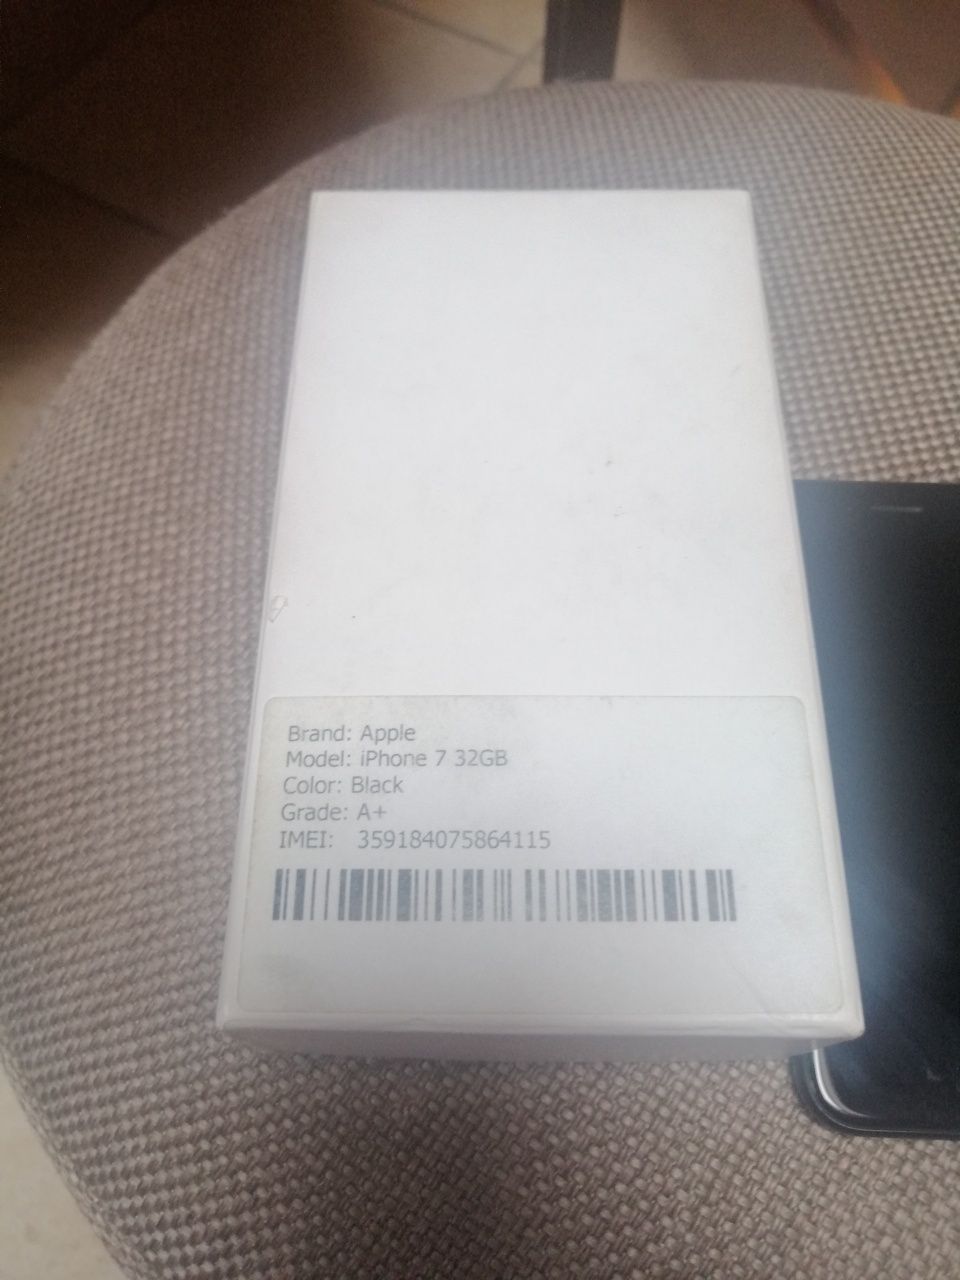 Brand: Apple
Model: iPhone 7 32GB
Color: Black
Grade: A+
IMEI: 359184075864115